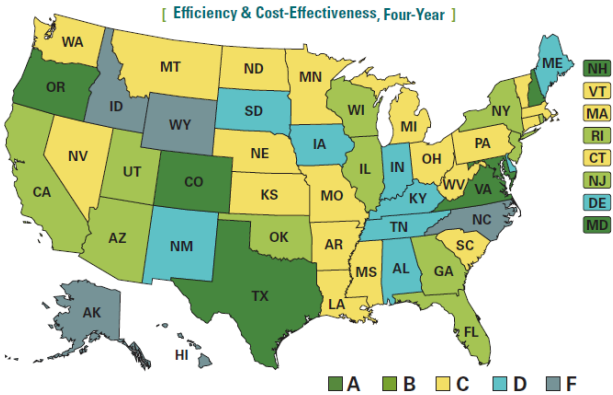 [ Efficiency & Cost-Effectiveness, Four-Year ]
WA
MT
ND
MN
ME
NH
OR
ID
SD
WI
NY
VT
WY
MI
MA
NV
NE
IA
PA
RI
UT
CO
IL
IN
OH
CT
CA
KS
MO
WV
VA
NJ
KY
DE
AZ
NM
OK
AR
TN
NC
MD
SC
TX
MS
AL
GA
LA
AK
FL
HI
A B C D F